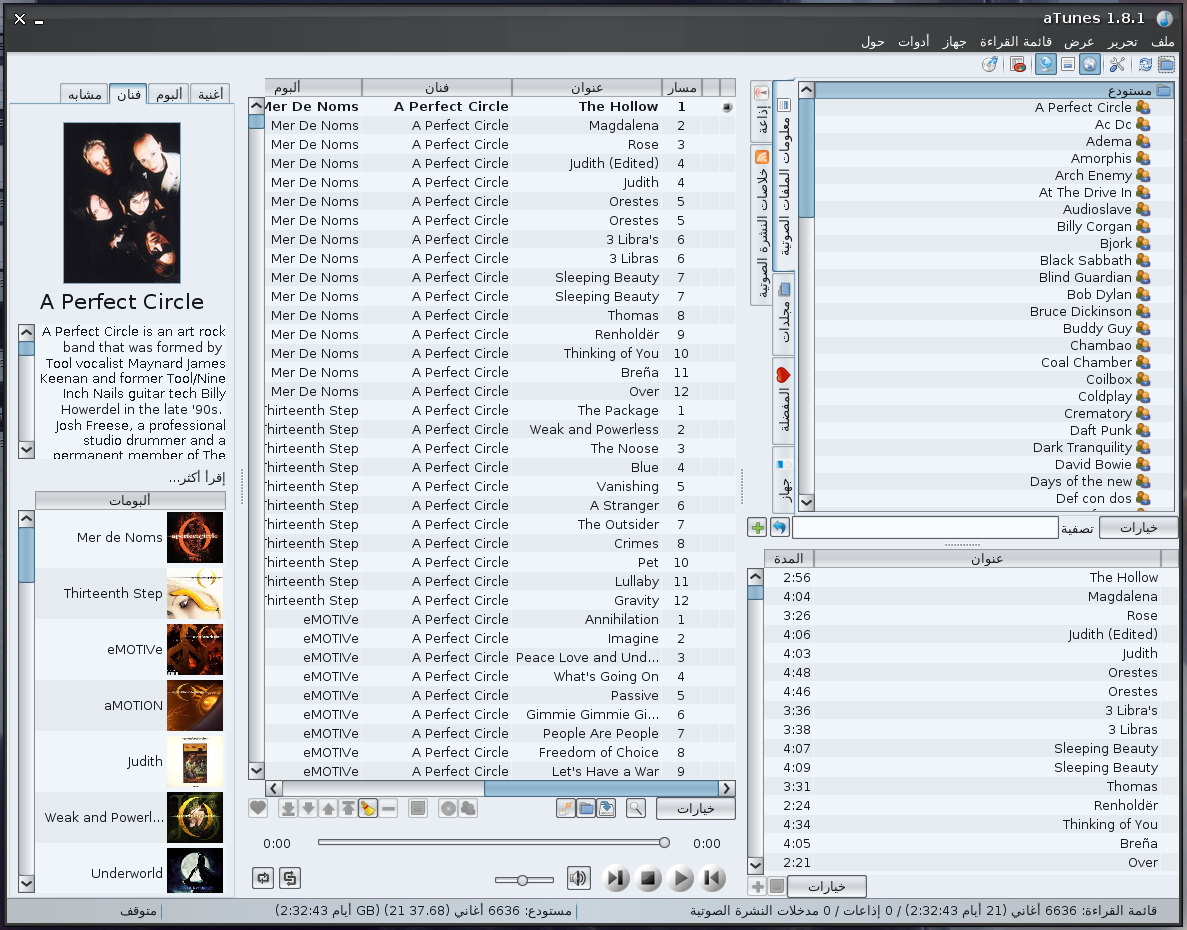 aTunes 1.8.1
ملف تحرير عرض قائمة القراءة جهاز أدوات حول
مستودع
A Perfect Circle
Ac Dc
Adema
Amorphis
Arch Enemy
At The Drive In
Audioslave
Billy Corgan
Bjork
Black Sabbath
Blind Guardian
Bob Dylan
Bruce Dickinson
Buddy Guy
Chambao
Coal Chamber
Coilbox
Coldplay
Crematory
Daft Punk
Dark Tranquility
David Bowie
Days of the new
Def con dos
معلومات الملفات الصوتية
مجلدات
المفضلة
جهاز
إذاعة
خلاصات النشرة الصوتية
خيارات
تصفية
عنوان المدة
The Hollow 2:56
Magdalena 4:04
Rose 3:26
Judith (Edited) 4:06
Judith 4:03
Orestes 4:48
Orestes 4:46
3 Libra's 3:36
3 Libras 3:38
Sleeping Beauty 4:07
Sleeping Beauty 4:09
Thomas 3:31
Renholdër 2:24
Thinking of You 4:34
Breña 4:05
Over 2:21
خيارات
مسار عنوان فنان ألبوم
1 The Hollow A Perfect Circle Mer De Noms
2 Magdalena A Perfect Circle Mer De Noms
3 Rose A Perfect Circle Mer De Noms
4 Judith (Edited) A Perfect Circle Mer De Noms
4 Judith A Perfect Circle Mer De Noms
5 Orestes A Perfect Circle Mer De Noms
5 Orestes A Perfect Circle Mer De Noms
6 3 Libra's A Perfect Circle Mer De Noms
6 3 Libras A Perfect Circle Mer De Noms
7 Sleeping Beauty A Perfect Circle Mer De Noms
7 Sleeping Beauty A Perfect Circle Mer De Noms
8 Thomas A Perfect Circle Mer De Noms
9 Renholdër A Perfect Circle Mer De Noms
10 Thinking of You A Perfect Circle Mer De Noms
11 Breña A Perfect Circle Mer De Noms
12 Over A Perfect Circle Mer De Noms
1 The Package A Perfect Circle Thirteenth Step
2 Weak and Powerless A Perfect Circle Thirteenth Step
3 The Noose A Perfect Circle Thirteenth Step
4 Blue A Perfect Circle Thirteenth Step
5 Vanishing A Perfect Circle Thirteenth Step
6 A Stranger A Perfect Circle Thirteenth Step
7 The Outsider A Perfect Circle Thirteenth Step
8 Crimes A Perfect Circle Thirteenth Step
10 Pet A Perfect Circle Thirteenth Step
11 Lullaby A Perfect Circle Thirteenth Step
12 Gravity A Perfect Circle Thirteenth Step
1 Annihilation A Perfect Circle eMOTIVe
2 Imagine A Perfect Circle eMOTIVe
3 Peace Love and Und... A Perfect Circle eMOTIVe
4 What's Going On A Perfect Circle eMOTIVe
5 Passive A Perfect Circle eMOTIVe
6 Gimmie Gimmie Gi... A Perfect Circle eMOTIVe
7 People Are People A Perfect Circle eMOTIVe
8 Freedom of Choice A Perfect Circle eMOTIVe
9 Let's Have a War A Perfect Circle eMOTIVe
خيارات
0:00 0:00
أغنية ألبوم فنان مشابه
A Perfect Circle
A Perfect Circle is an art rock
band that was formed by
Tool vocalist Maynard James
Keenan and former Tool/Nine
Inch Nails guitar tech Billy
Howerdel in the late '90s.
Josh Freese, a professional
studio drummer and a
permanent member of The
إقرأ أكثر...
ألبومات
Mer de Noms
Thirteenth Step
eMOTIVe
aMOTION
Judith
Weak and Powerl...
Underworld
قائمة القراءة: 6636 أغاني (21 أيام 2:32:43) / 0 إذاعات / 0 مدخلات النشرة الصوتية
مستودع: 6636 أغاني (37.68 GB) (21 أيام 2:32:43)
متوقف